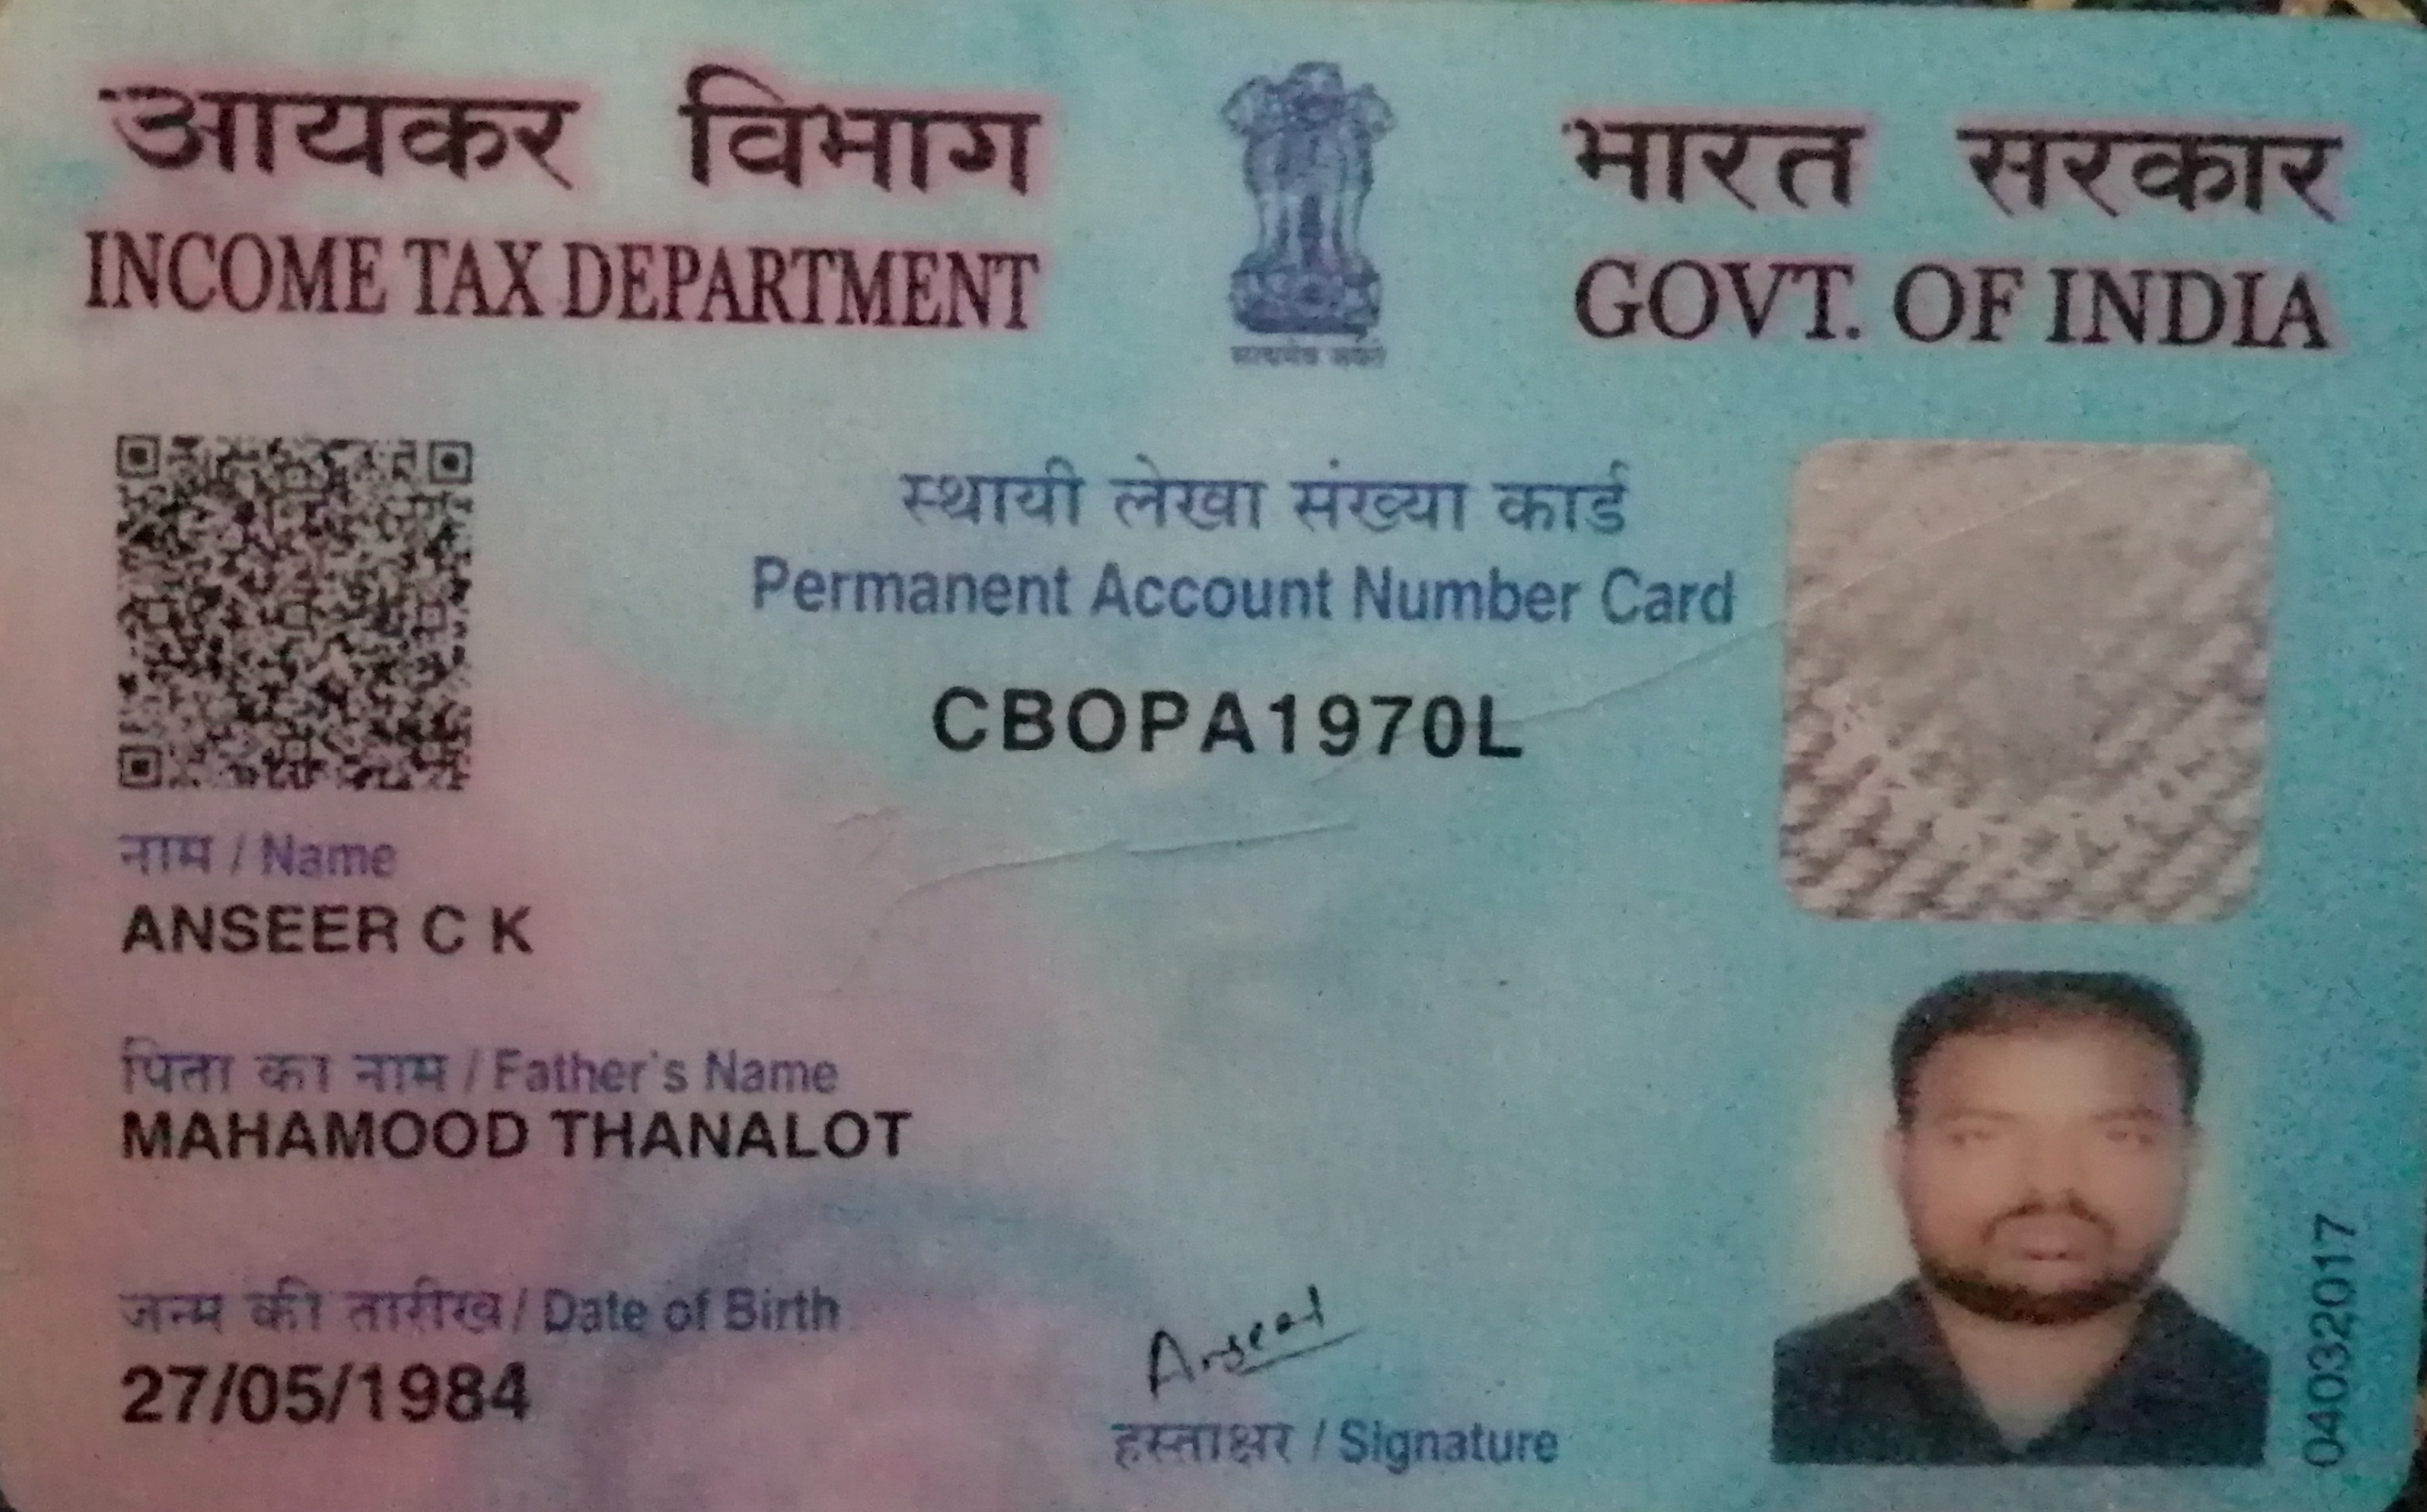 आयकर विभाग
INCOME TAX DEPARTMENT
भारत सरकार
GOVT. OF INDIA
सत्यमेव जयते
स्थायी लेखा संख्या कार्ड
Permanent Account Number Card
CBOPA1970L
नाम / Name
ANSEER C K
पिता का नाम / Father's Name
MAHAMOOD THANALOT
जन्म की तारीख / Date of Birth
27/05/1984
Anseer
हस्ताक्षर / Signature
04032017